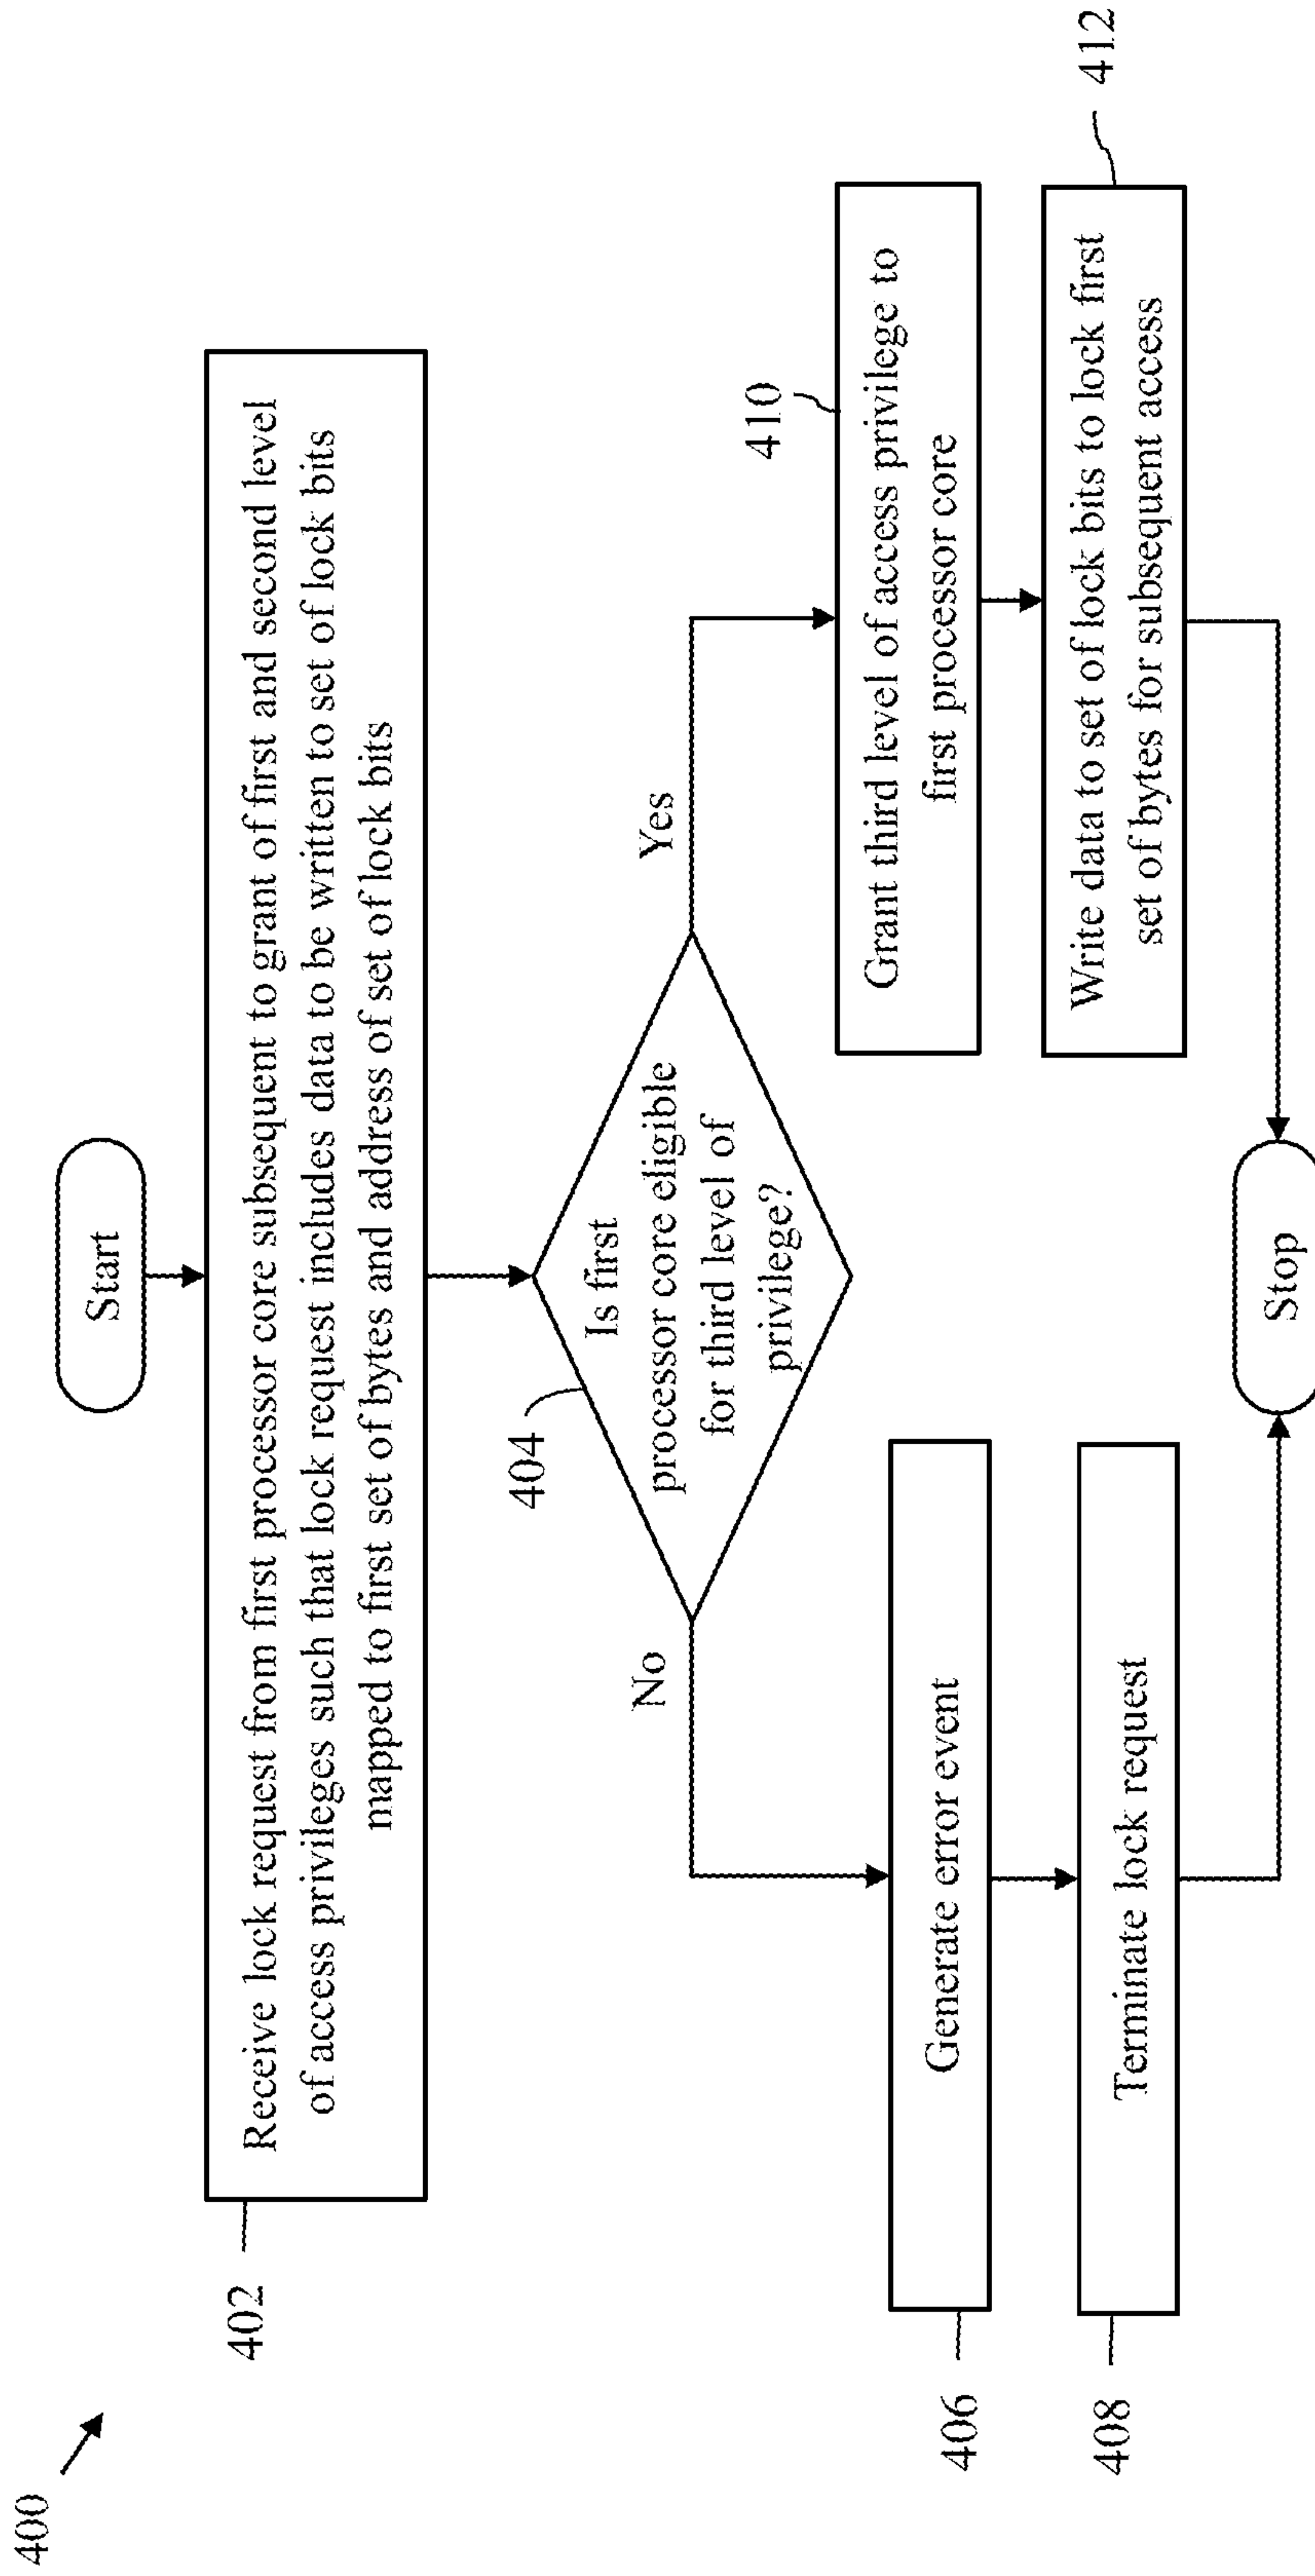 400
Start
402
Receive lock request from first processor core subsequent to grant of first and second level
of access privileges such that lock request includes data to be written to set of lock bits
mapped to first set of bytes and address of set of lock bits
404
Is first
processor core eligible
for third level of
privilege?
No
Yes
406
Generate error event
408
Terminate lock request
410
Grant third level of access privilege to
first processor core
412
Write data to set of lock bits to lock first
set of bytes for subsequent access
Stop